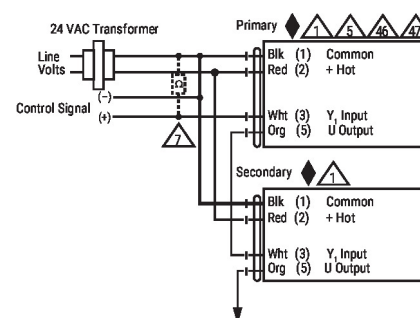 24 VAC Transformer
Line
Volts
Control Signal
(–)
(+)
Ω
7
Primary
1
5
46
47
Blk (1) Common
Red (2) + Hot
Wht (3) Y₁ Input
Org (5) U Output
Secondary
1
Blk (1) Common
Red (2) + Hot
Wht (3) Y₁ Input
Org (5) U Output